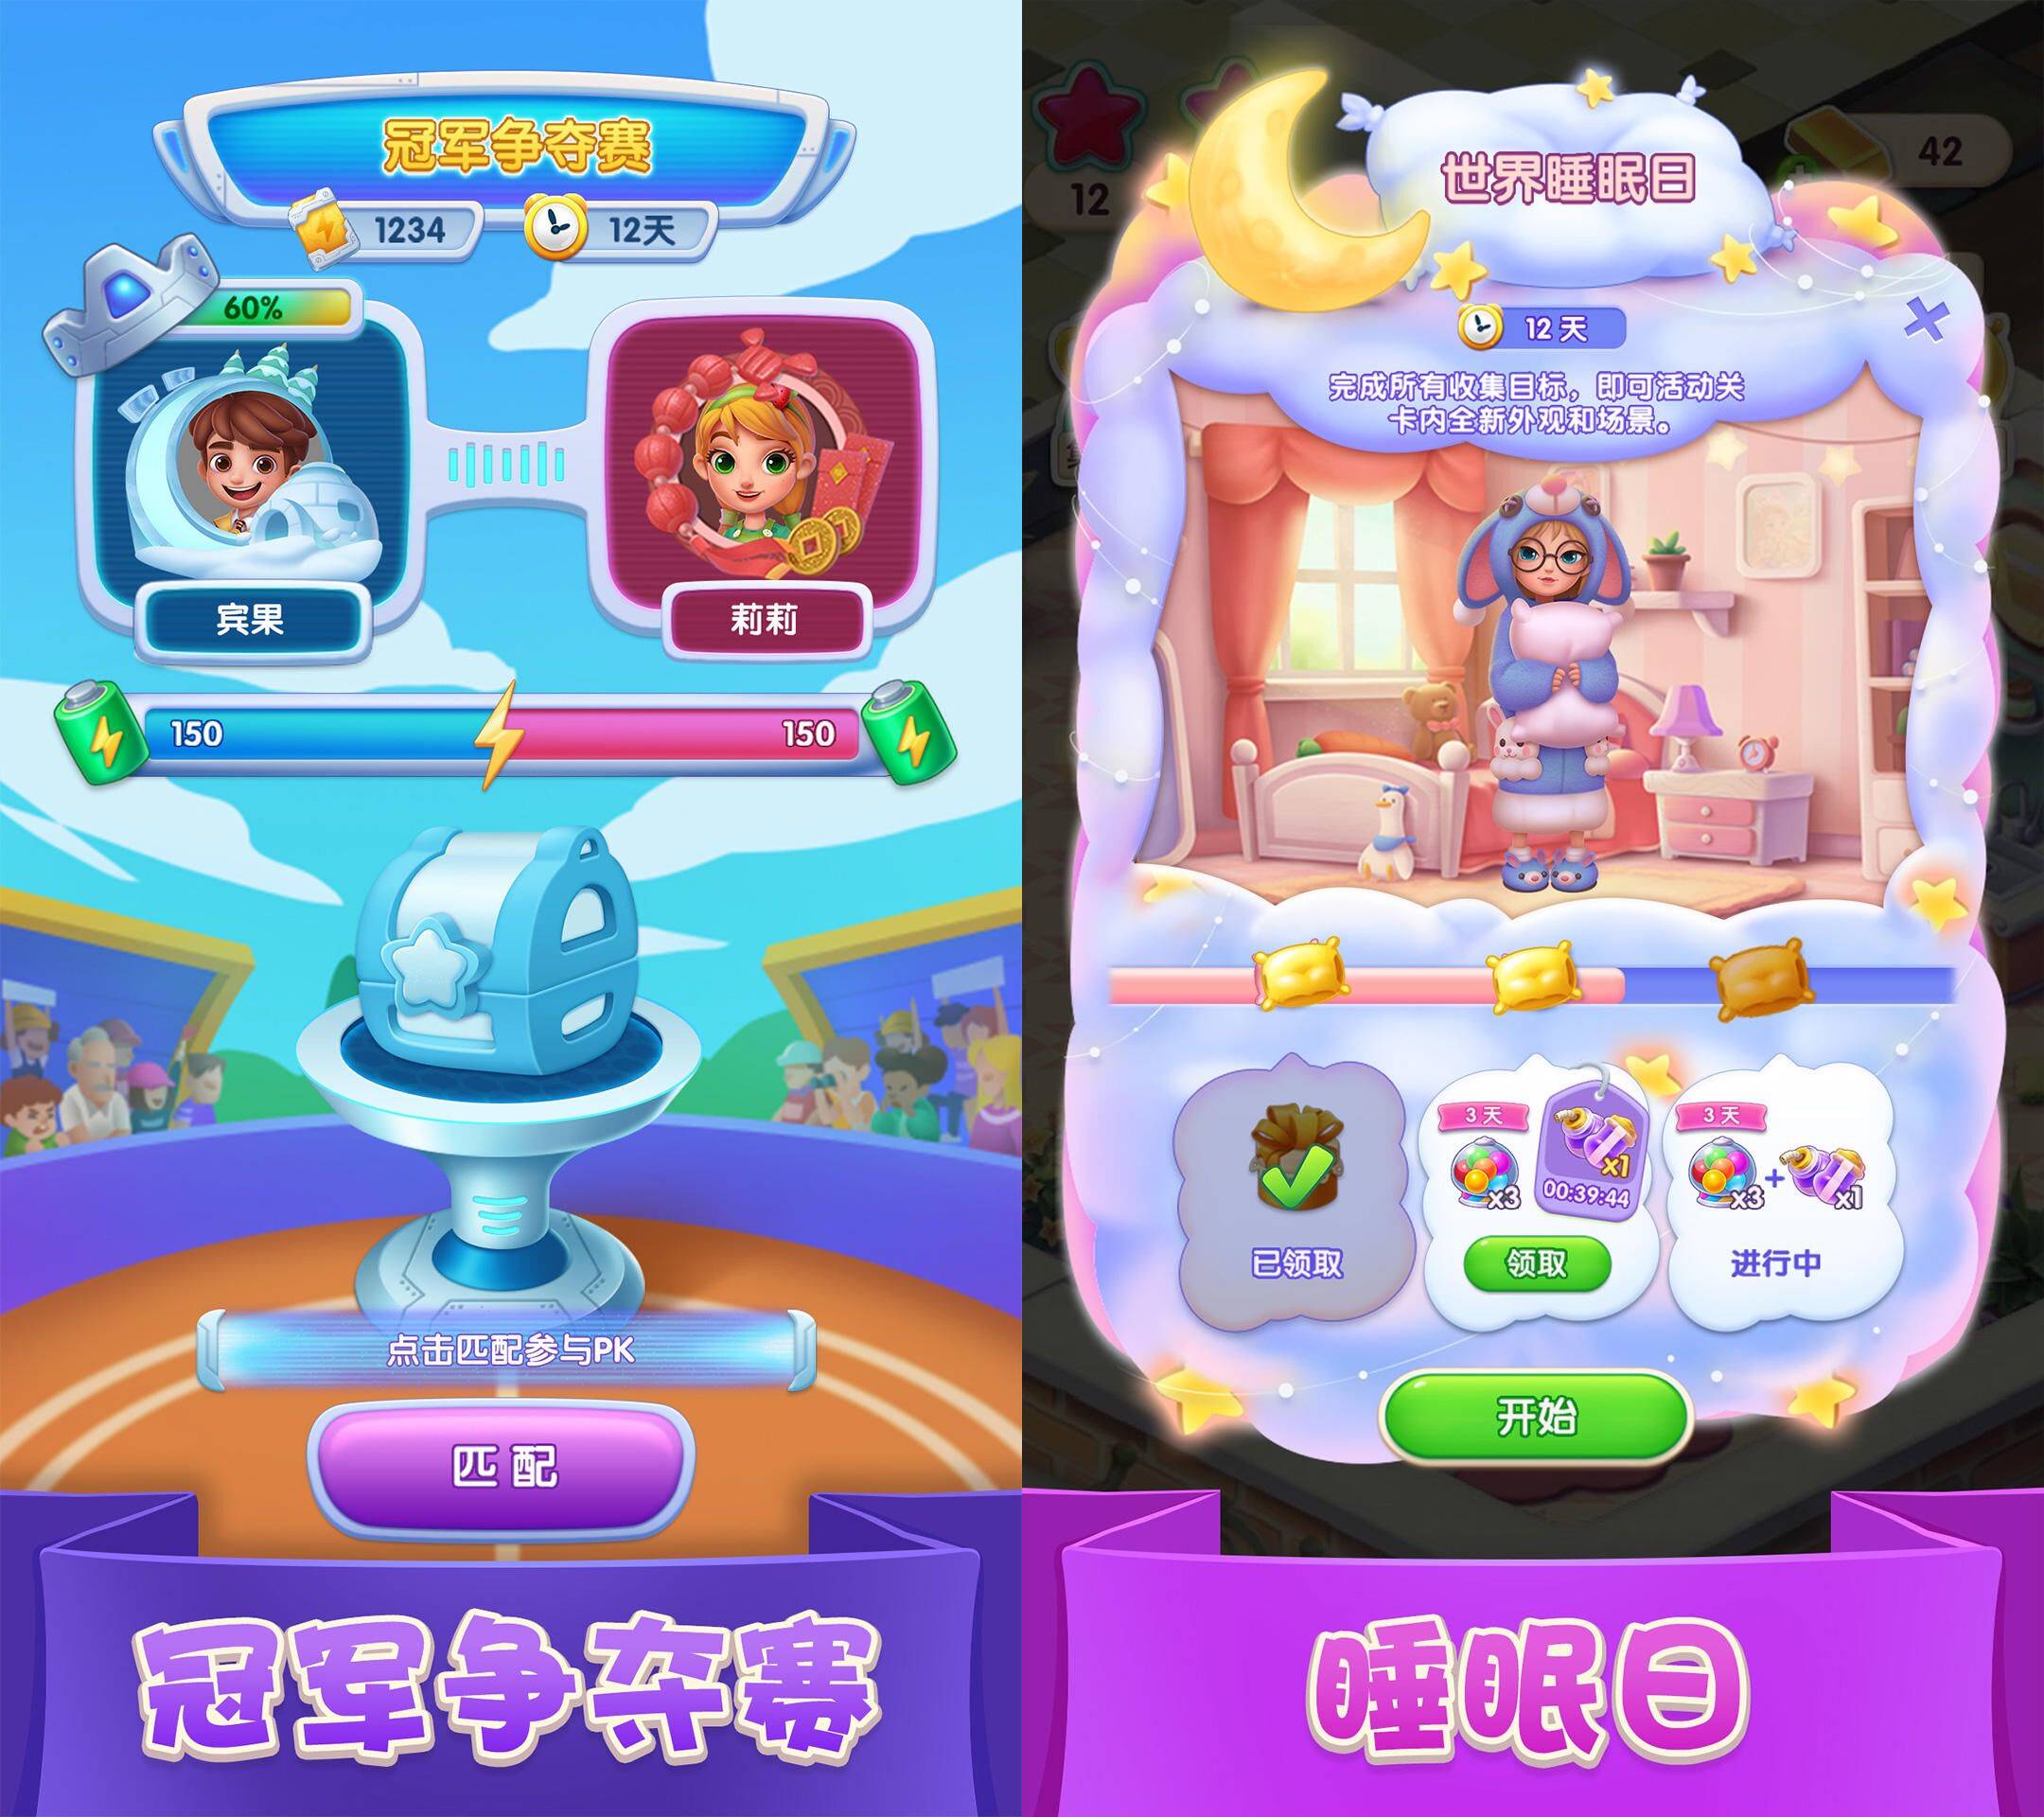 冠军争夺赛
1234
12天
60%
宾果
莉莉
150
150
点击匹配参与PK
匹配
冠军争夺赛
12
42
世界睡眠日
12 天
完成所有收集目标，即可活动关
卡内全新外观和场景。
3 天
x3
x1
00:39:44
3 天
x3
+
x1
已领取
领取
进行中
开始
睡眠日